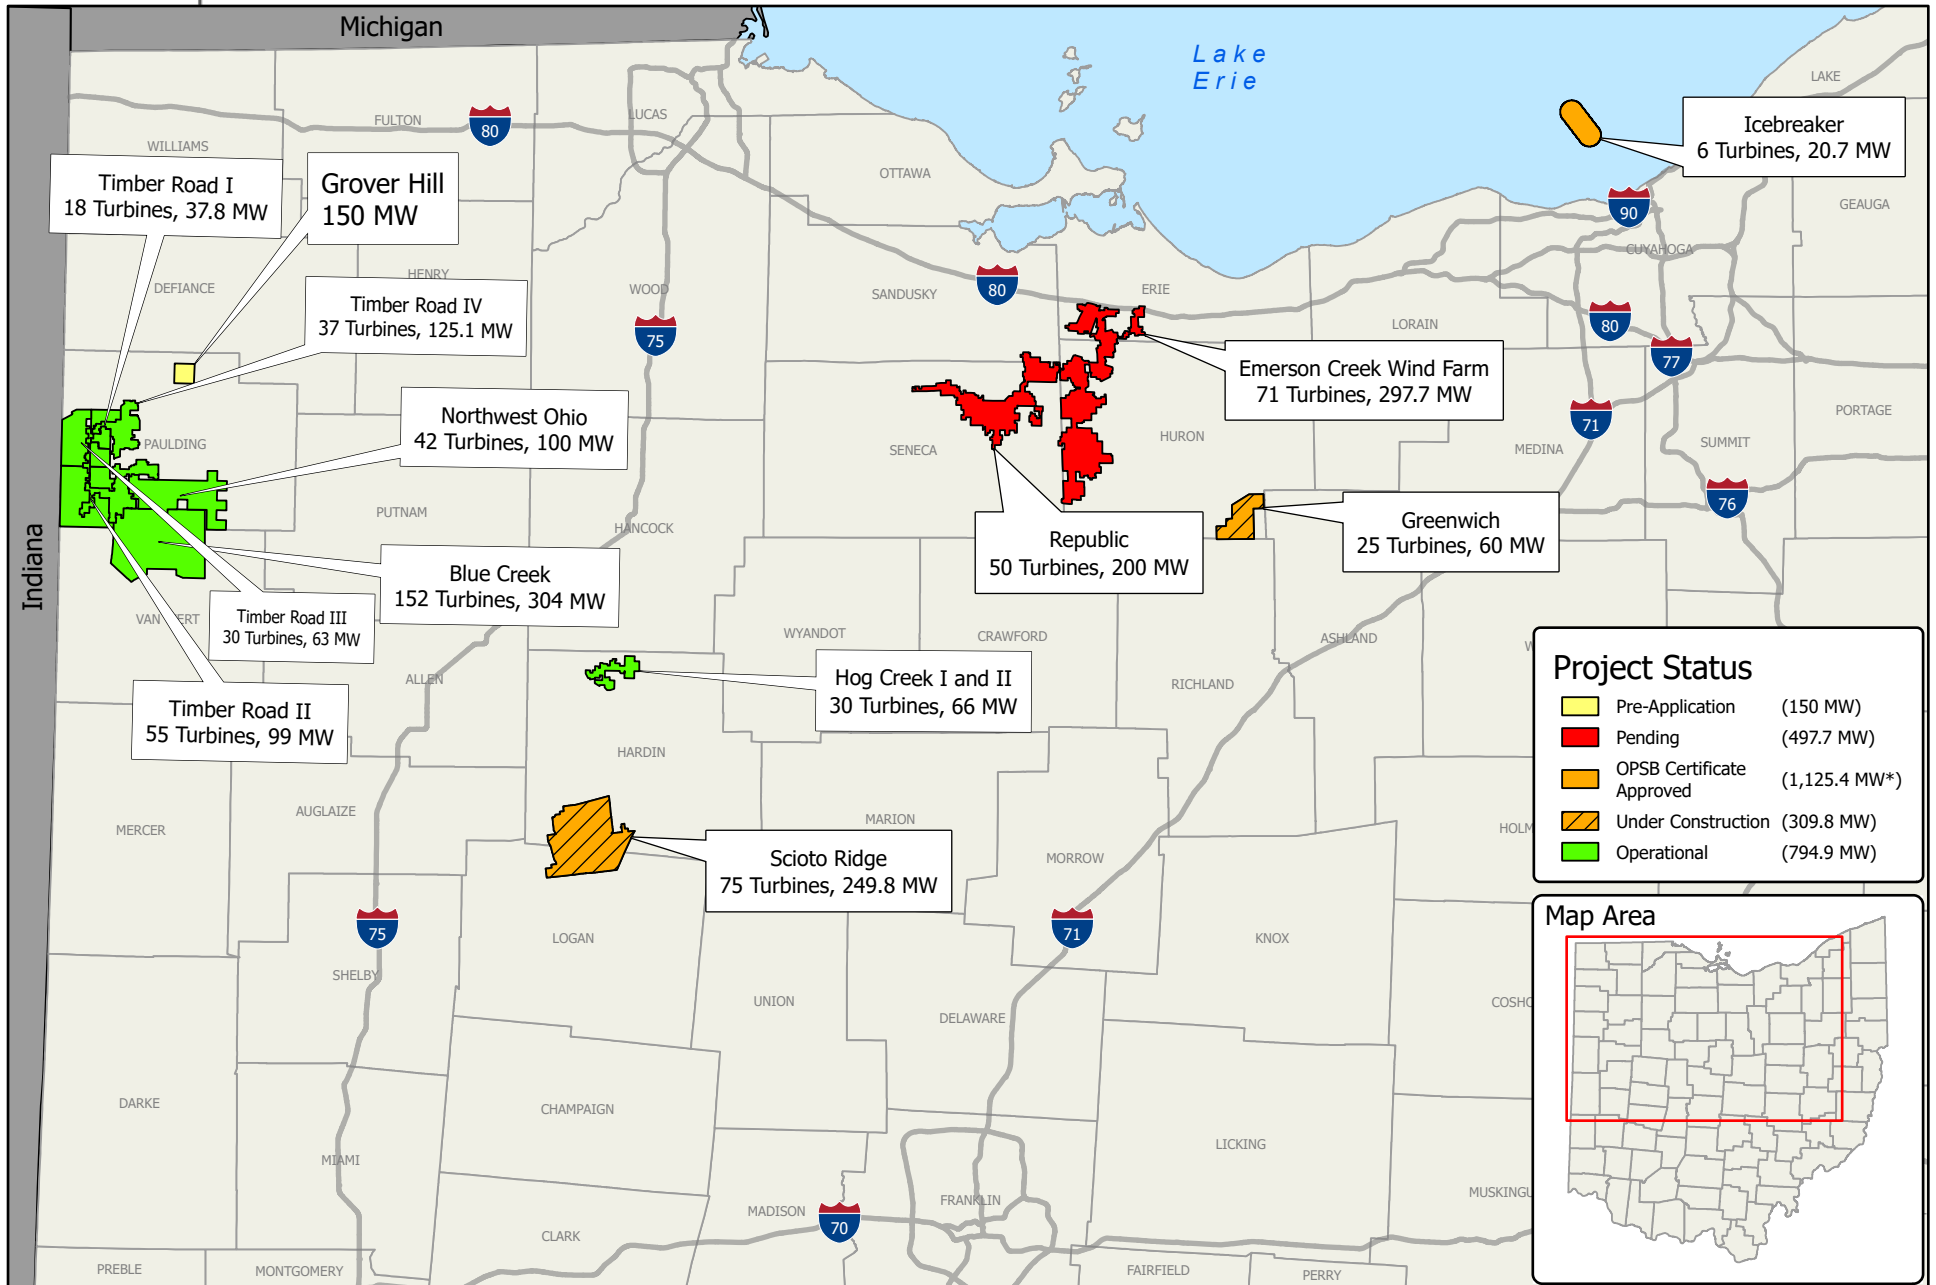 Michigan
Lake
Erie
LAKE
Icebreaker
6 Turbines, 20.7 MW
FULTON
80
LUCAS
WILLIAMS
OTTAWA
Timber Road I
18 Turbines, 37.8 MW
Grover Hill
150 MW
90
GEAUGA
CUYAHOGA
DEFIANCE
HENRY
WOOD
SANDUSKY
80
ERIE
Timber Road IV
37 Turbines, 125.1 MW
75
LORAIN
80
77
Emerson Creek Wind Farm
71 Turbines, 297.7 MW
Northwest Ohio
42 Turbines, 100 MW
PAULDING
SENECA
HURON
71
MEDINA
SUMMIT
PORTAGE
76
PUTNAM
HANCOCK
Greenwich
25 Turbines, 60 MW
Republic
50 Turbines, 200 MW
Indiana
Blue Creek
152 Turbines, 304 MW
Timber Road III
30 Turbines, 63 MW
VAN
ERT
WYANDOT
CRAWFORD
ASHLAND
W
RICHLAND
ALLEN
Hog Creek I and II
30 Turbines, 66 MW
Timber Road II
55 Turbines, 99 MW
HARDIN
Project Status
Pre-Application (150 MW)
Pending (497.7 MW)
OPSB Certificate
Approved (1,125.4 MW*)
Under Construction (309.8 MW)
Operational (794.9 MW)
MERCER
AUGLAIZE
MARION
HOLM
MORROW
Scioto Ridge
75 Turbines, 249.8 MW
Map Area
75
LOGAN
71
KNOX
SHELBY
UNION
DELAWARE
COSHO
DARKE
CHAMPAIGN
LICKING
MIAMI
MUSKINGU
MADISON
FRANKLIN
70
CLARK
PREBLE
MONTGOMERY
FAIRFIELD
PERRY